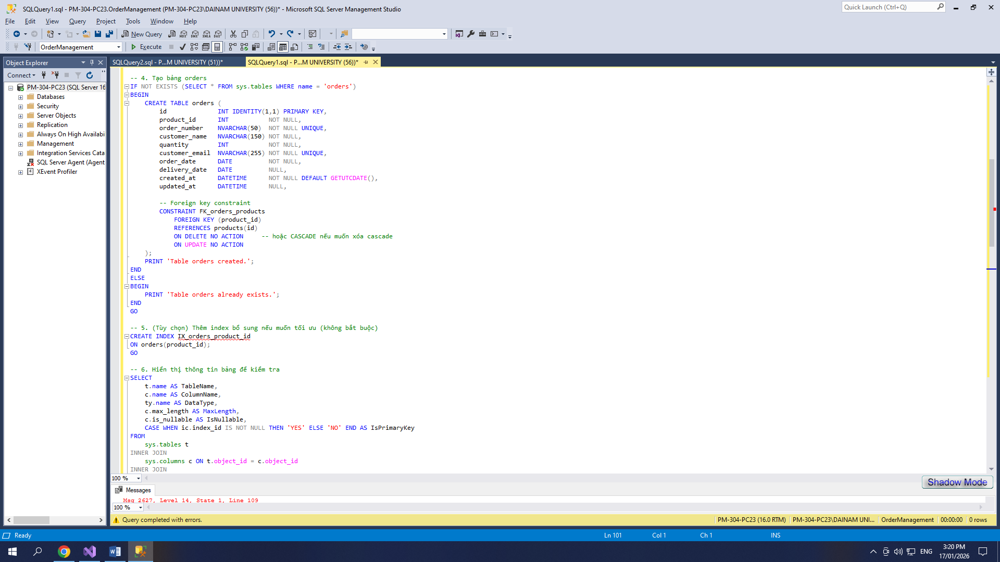 SQLQuery1.sql - PM-304-PC23.OrderManagement (PM-304-PC23\DAINAM UNIVERSITY (56))* - Microsoft SQL Server Management Studio
Quick Launch (Ctrl+Q)
File Edit View Query Project Tools Window Help
New Query
MDX DMX XMLA DAX
OrderManagement
Execute
Object Explorer
SQLQuery2.sql - P...M UNIVERSITY (51))*
SQLQuery1.sql - P...M UNIVERSITY (56))*
Connect
PM-304-PC23 (SQL Server 16
Databases
Security
Server Objects
Replication
Always On High Availabi
Management
Integration Services Cata
SQL Server Agent (Agent
XEvent Profiler
-- 4. Tạo bảng orders
IF NOT EXISTS (SELECT * FROM sys.tables WHERE name = 'orders')
BEGIN
CREATE TABLE orders (
id INT IDENTITY(1,1) PRIMARY KEY,
product_id INT NOT NULL,
order_number NVARCHAR(50) NOT NULL UNIQUE,
customer_name NVARCHAR(150) NOT NULL,
quantity INT NOT NULL,
customer_email NVARCHAR(255) NOT NULL UNIQUE,
order_date DATE NOT NULL,
delivery_date DATE NULL,
created_at DATETIME NOT NULL DEFAULT GETUTCDATE(),
updated_at DATETIME NULL,
-- Foreign key constraint
CONSTRAINT FK_orders_products
FOREIGN KEY (product_id)
REFERENCES products(id)
ON DELETE NO ACTION -- hoặc CASCADE nếu muốn xóa cascade
ON UPDATE NO ACTION
);
PRINT 'Table orders created.';
END
ELSE
BEGIN
PRINT 'Table orders already exists.';
END
GO
-- 5. (Tùy chọn) Thêm index bổ sung nếu muốn tối ưu (không bắt buộc)
CREATE INDEX IX_orders_product_id
ON orders(product_id);
GO
-- 6. Hiển thị thông tin bảng để kiểm tra
SELECT
t.name AS TableName,
c.name AS ColumnName,
ty.name AS DataType,
c.max_length AS MaxLength,
c.is_nullable AS IsNullable,
CASE WHEN ic.index_id IS NOT NULL THEN 'YES' ELSE 'NO' END AS IsPrimaryKey
FROM
sys.tables t
INNER JOIN
sys.columns c ON t.object_id = c.object_id
INNER JOIN
100 %
Shadow Mode
Messages
Msg 2627, Level 14, State 1, Line 109
100 %
Query completed with errors.
PM-304-PC23 (16.0 RTM) PM-304-PC23\DAINAM UNI... OrderManagement 00:00:00 0 rows
Ready
Ln 101 Col 1 Ch 1 INS
ENG
3:20 PM
17/01/2026